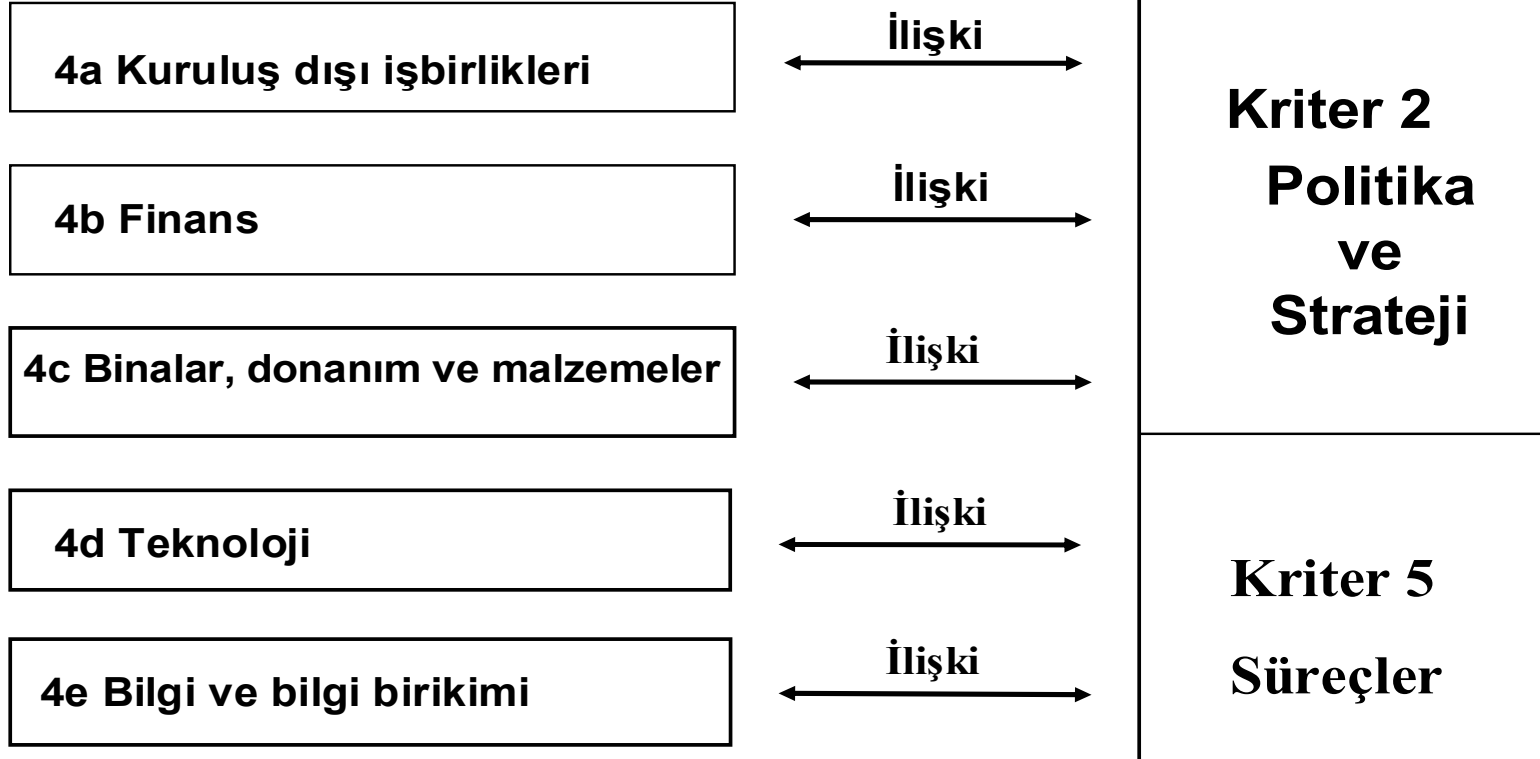 4a Kuruluş dışı işbirlikleri
İlişki
4b Finans
İlişki
4c Binalar, donanım ve malzemeler
İlişki
4d Teknoloji
İlişki
4e Bilgi ve bilgi birikimi
İlişki
Kriter 2
Politika
ve
Strateji
Kriter 5
Süreçler